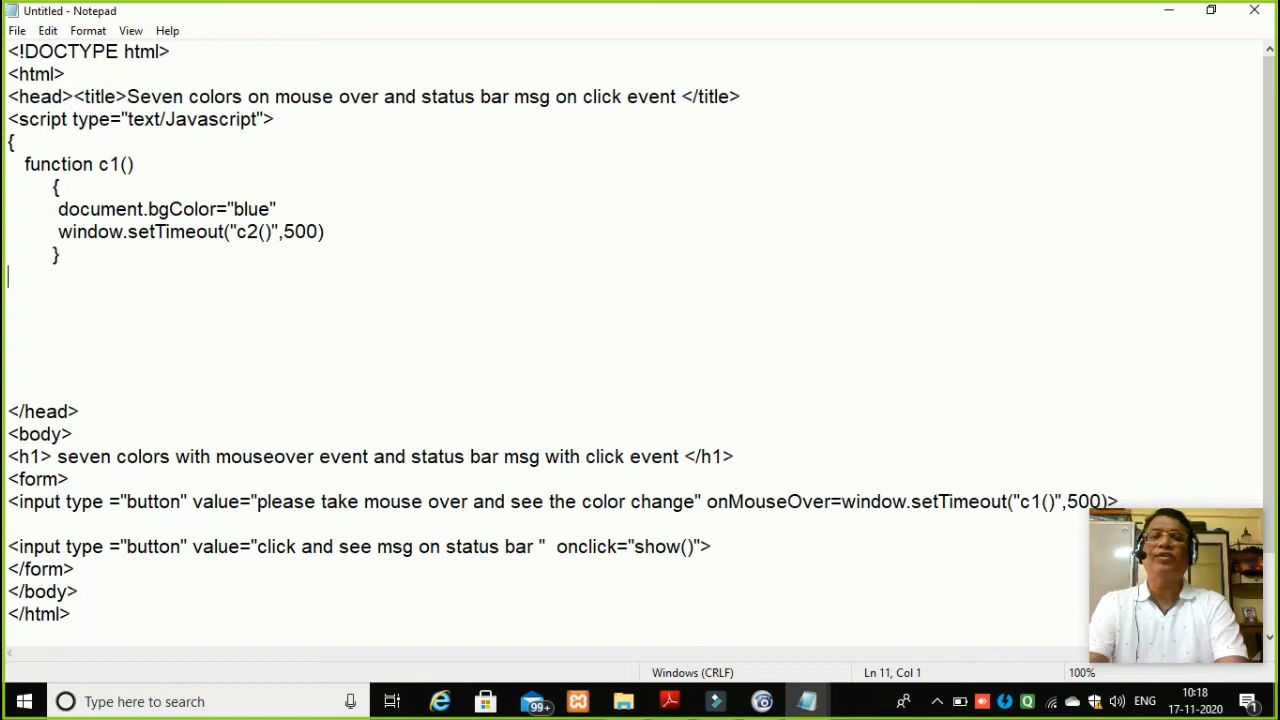 Untitled - Notepad
File Edit Format View Help
<!DOCTYPE html>
<html>
<head><title>Seven colors on mouse over and status bar msg on click event </title>
<script type="text/Javascript">
{
function c1()
{
document.bgColor="blue"
window.setTimeout("c2()",500)
}
</head>
<body>
<h1> seven colors with mouseover event and status bar msg with click event </h1>
<form>
<input type ="button" value="please take mouse over and see the color change" onMouseOver=window.setTimeout("c1()",500)>
<input type ="button" value="click and see msg on status bar " onclick="show()">
</form>
</body>
</html>
Windows (CRLF) Ln 11, Col 1 100%
Type here to search
99+
ENG
10:18
17-11-2020
1